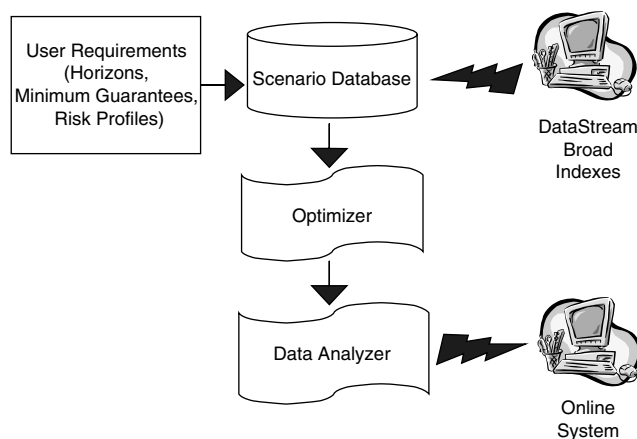 User Requirements
(Horizons,
Minimum Guarantees,
Risk Profiles)
Scenario Database
DataStream
Broad
Indexes
Optimizer
Data Analyzer
Online
System